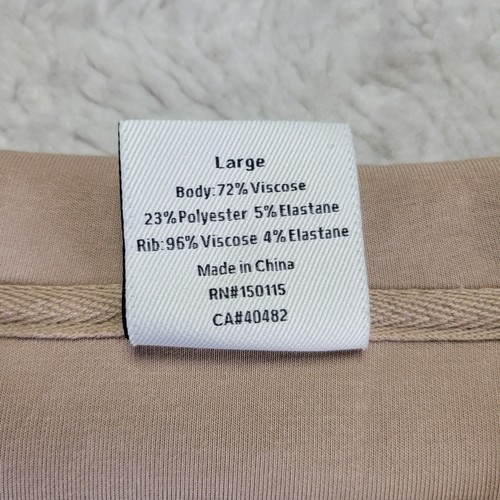 Large
Body:72% Viscose
23%Polyester 5%Elastane
Rib:96% Viscose 4%Elastane
Made in China
RN#150115
CA#40482